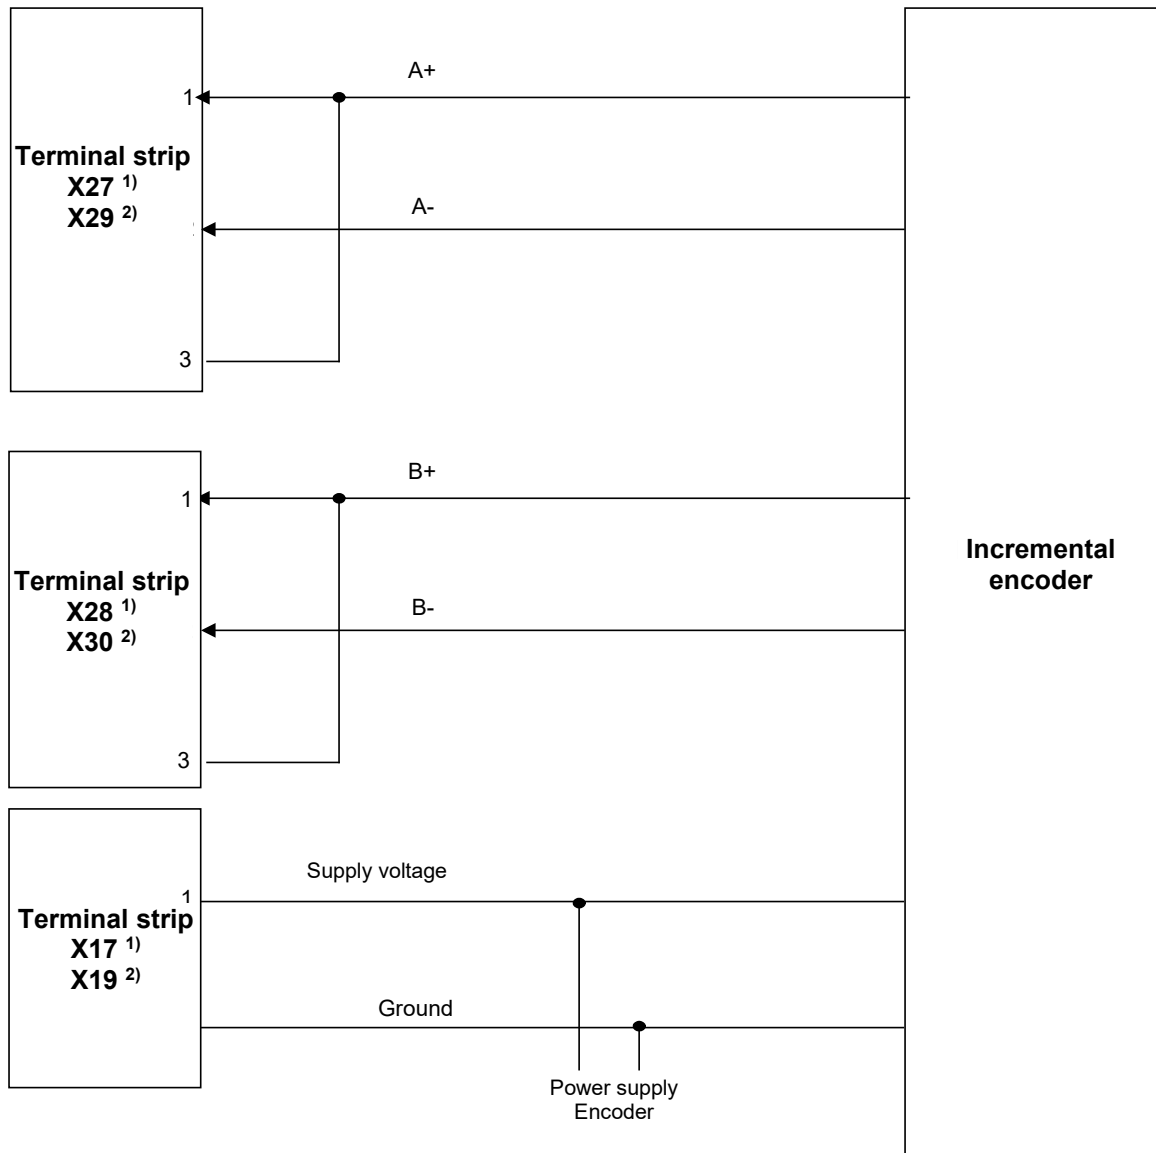 A+
1
Terminal strip
X27 1)
X29 2)
A-
3
B+
1
Terminal strip
X28 1)
X30 2)
B-
3
Incremental
encoder
Supply voltage
1
Terminal strip
X17 1)
X19 2)
Ground
Power supply
Encoder